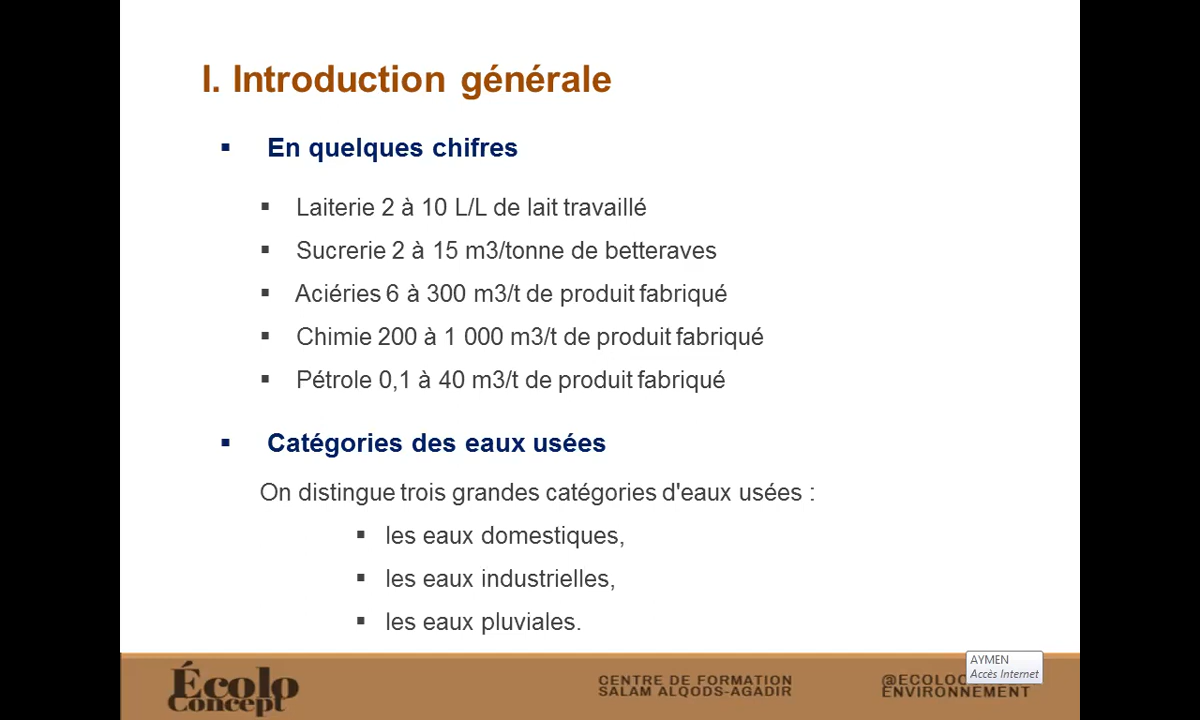 I. Introduction générale
En quelques chifres
Laiterie 2 à 10 L/L de lait travaillé
Sucrerie 2 à 15 m3/tonne de betteraves
Aciéries 6 à 300 m3/t de produit fabriqué
Chimie 200 à 1 000 m3/t de produit fabriqué
Pétrole 0,1 à 40 m3/t de produit fabriqué
Catégories des eaux usées
On distingue trois grandes catégories d'eaux usées :
les eaux domestiques,
les eaux industrielles,
les eaux pluviales.
Écolo
Concept
CENTRE DE FORMATION
SALAM ALQODS-AGADIR
ENVIRONNEMENT
AYMEN
Accès Internet